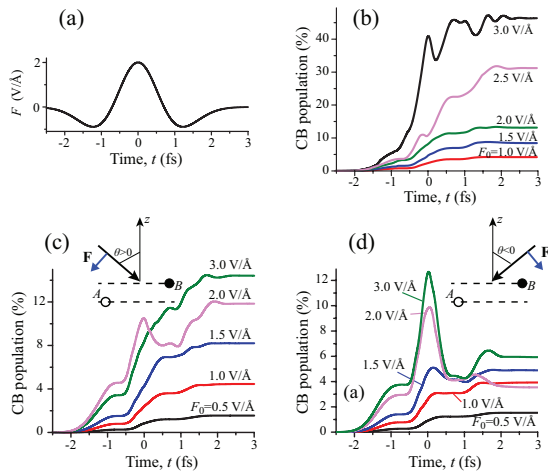 (a)
F (V/Å)
2
0
-2 -1 0 1 2 3
Time, t (fs)
(b)
CB population (%)
40
30
20
10
0
3.0 V/Å
2.5 V/Å
2.0 V/Å
1.5 V/Å
F0=1.0 V/Å
-3 -2 -1 0 1 2 3
Time, t (fs)
(c)
z
F
θ>0
A
B
CB population (%)
12
8
4
0
3.0 V/Å
2.0 V/Å
1.5 V/Å
1.0 V/Å
F0=0.5 V/Å
-3 -2 -1 0 1 2 3
Time, t (fs)
(d)
z
θ<0
F
A
B
CB population (%)
12
10
8
6
4
2
0
3.0 V/Å
2.0 V/Å
1.5 V/Å
(a)
1.0 V/Å
F0=0.5 V/Å
-3 -2 -1 0 1 2 3
Time, t (fs)